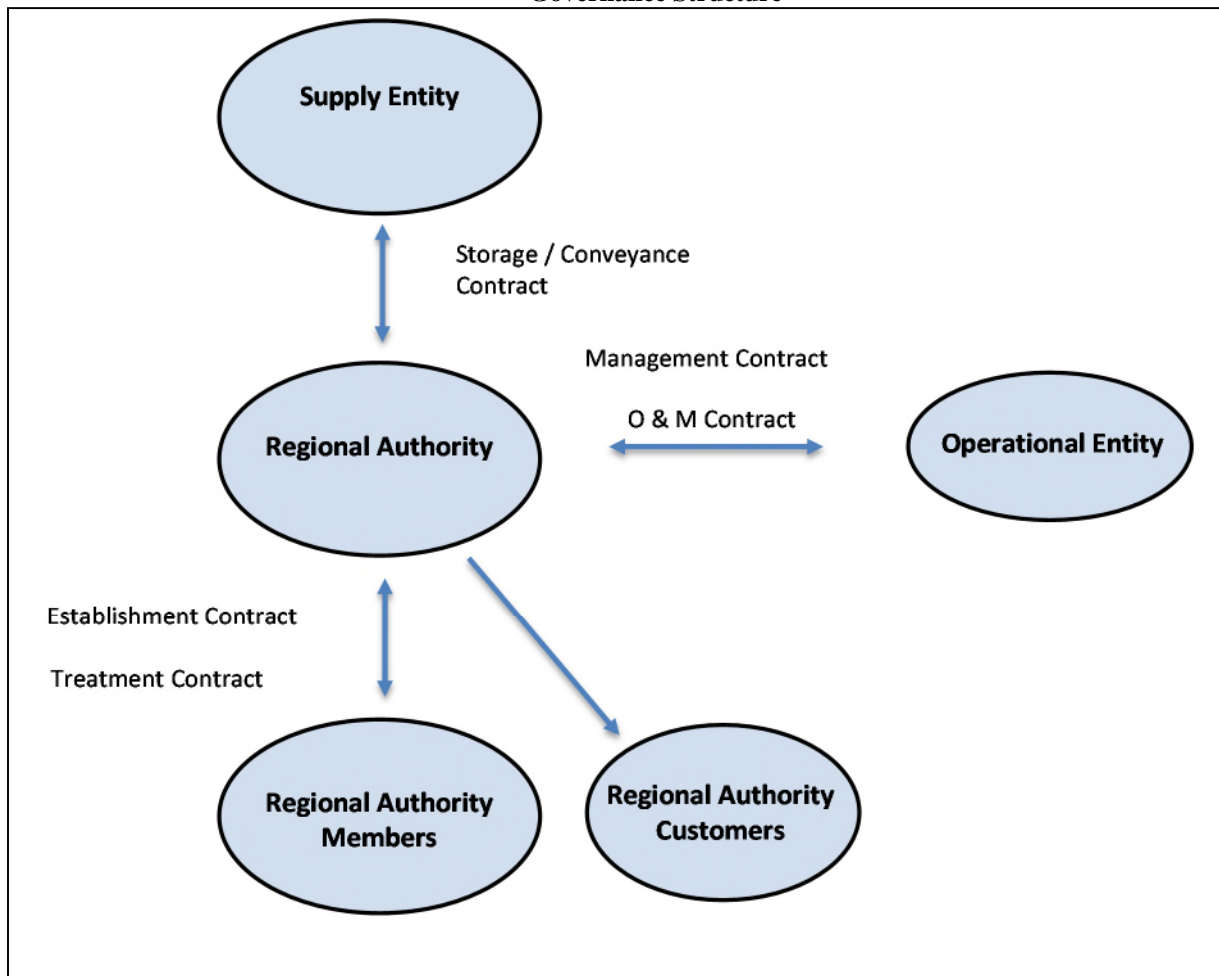 Governance Structure
Supply Entity
Storage / Conveyance
Contract
Management Contract
O & M Contract
Regional Authority
Operational Entity
Establishment Contract
Treatment Contract
Regional Authority
Members
Regional Authority
Customers